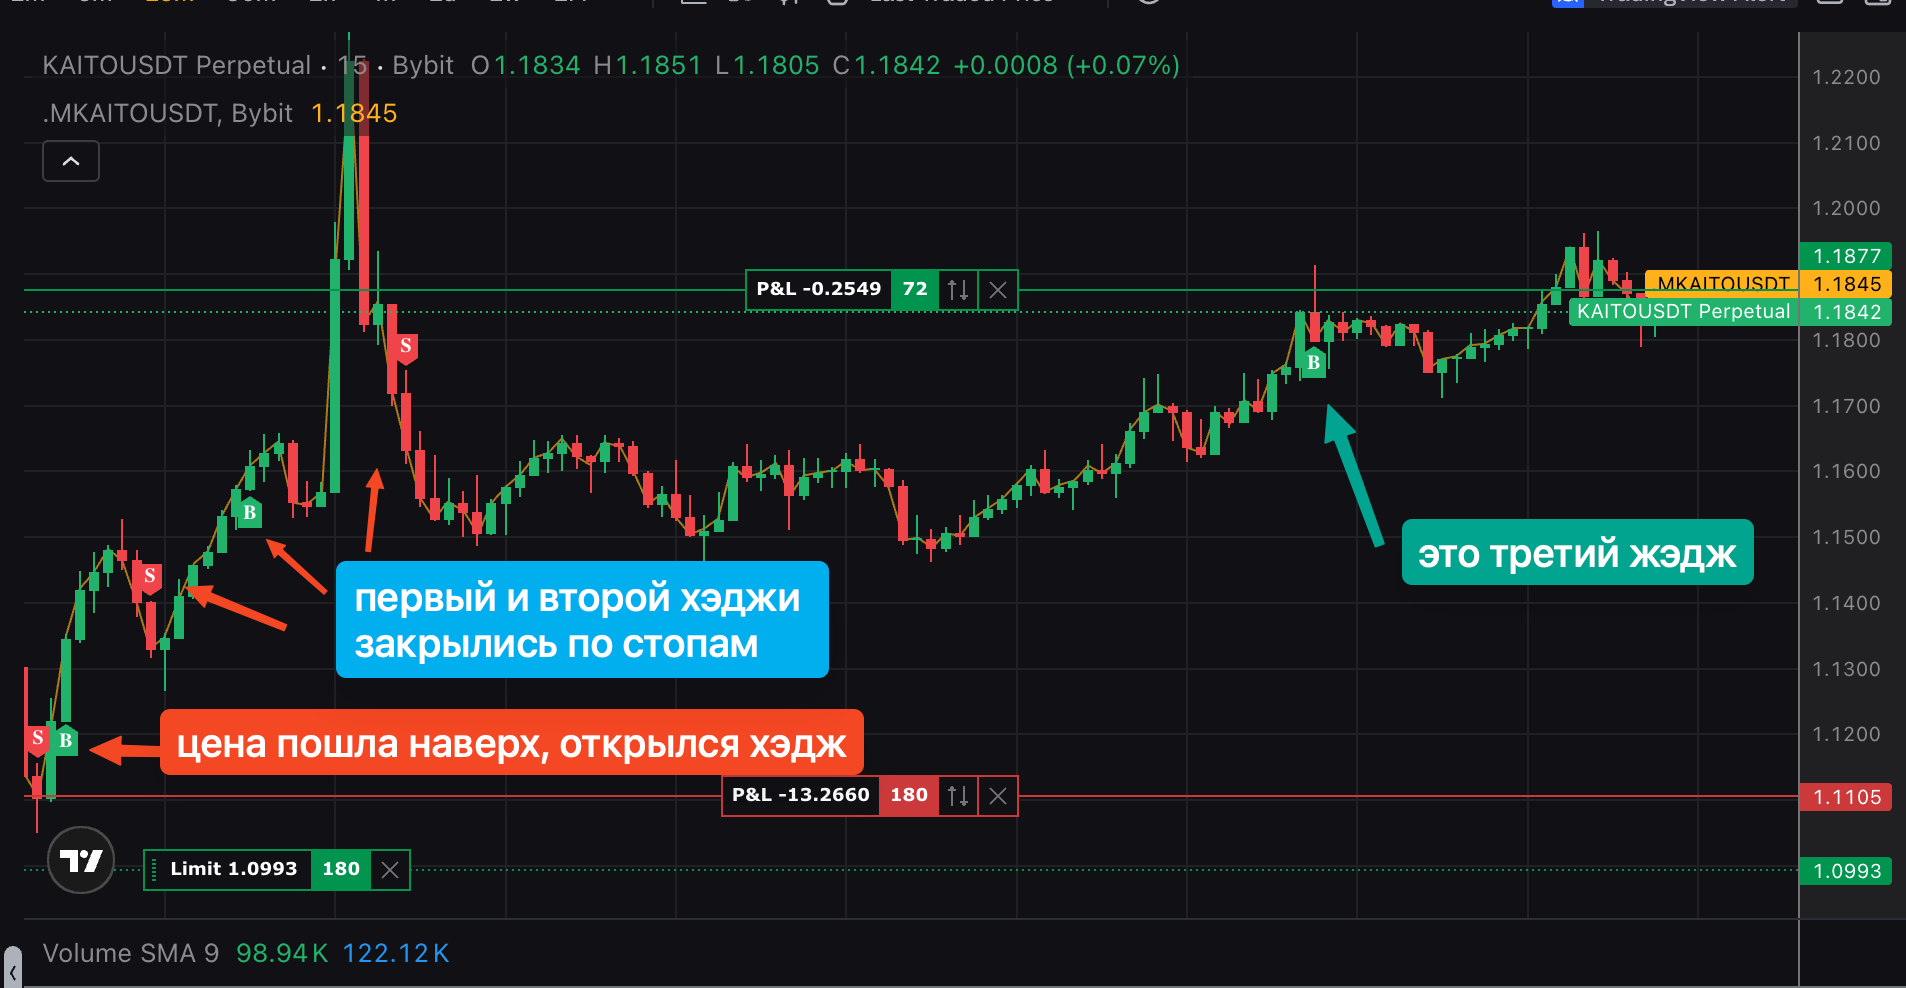 KAITOUSDT Perpetual · 15 · Bybit O1.1834 H1.1851 L1.1805 C1.1842 +0.0008 (+0.07%)
.MKAITOUSDT, Bybit 1.1845
1.2200
1.2100
1.2000
1.1877
P&L -0.2549 72
MKAITOUSDT 1.1845
KAITOUSDT Perpetual 1.1842
1.1800
S
B
1.1700
1.1600
B
1.1500
это третий жэдж
S
первый и второй хэджи
закрылись по стопам
1.1400
1.1300
S B
цена пошла наверх, открылся хэдж
1.1200
P&L -13.2660 180
1.1105
Limit 1.0993 180
1.0993
Volume SMA 9 98.94K 122.12K